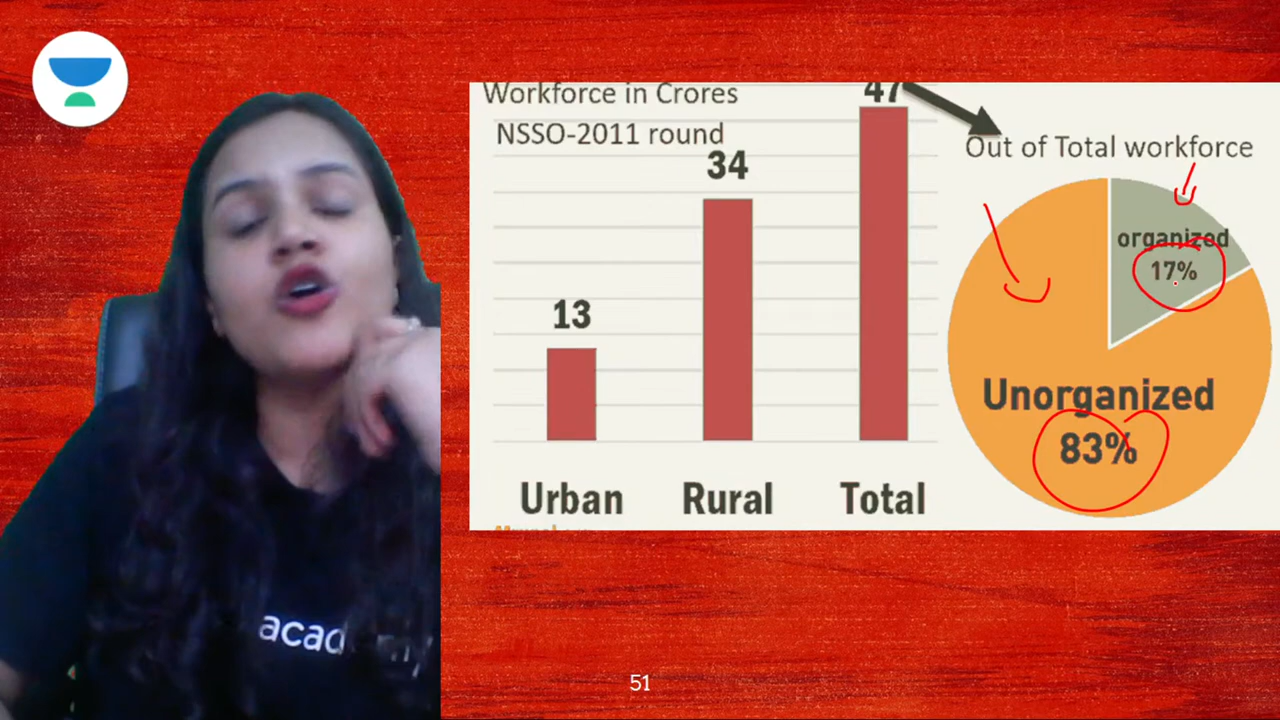 Workforce in Crores
NSSO-2011 round
47
34
13
Urban
Rural
Total
Out of Total workforce
organized
17%
Unorganized
83%
acad
51